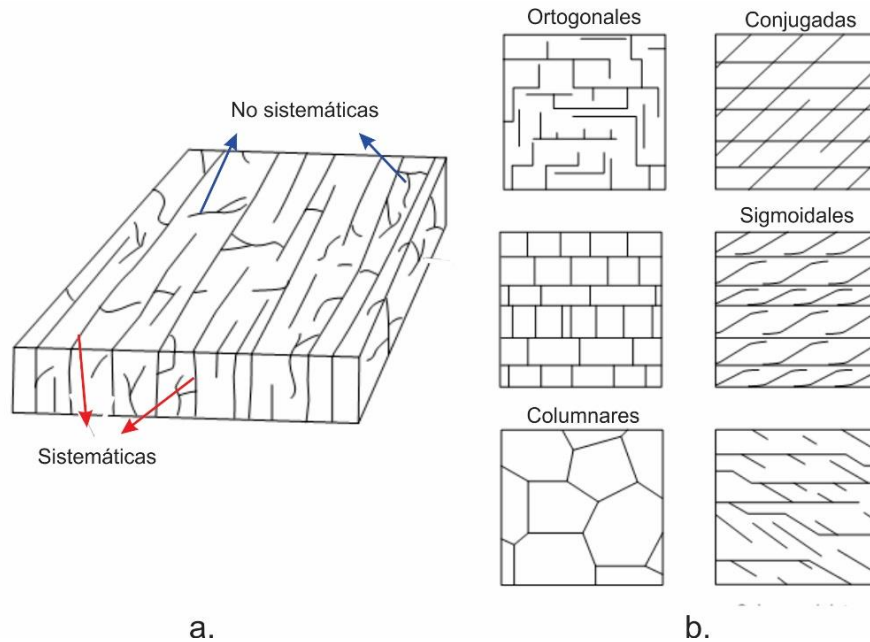 Ortogonales
Conjugadas
No sistemáticas
Sigmoidales
Columnares
Sistemáticas
a.
b.